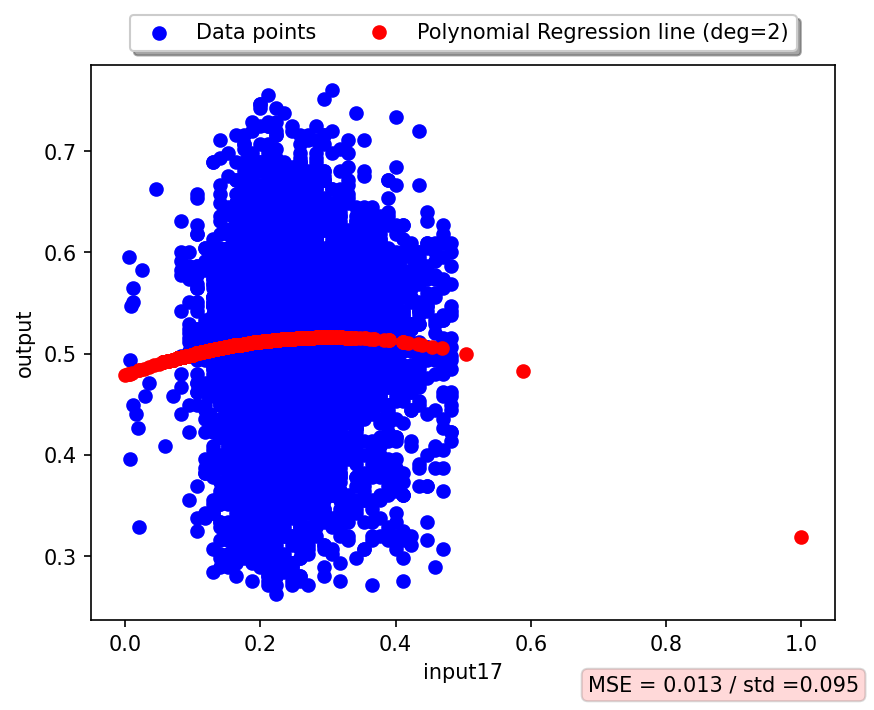 Data points
Polynomial Regression line (deg=2)
0.7
0.6
0.5
0.4
0.3
output
0.0 0.2 0.4 0.6 0.8 1.0
input17
MSE = 0.013 / std =0.095